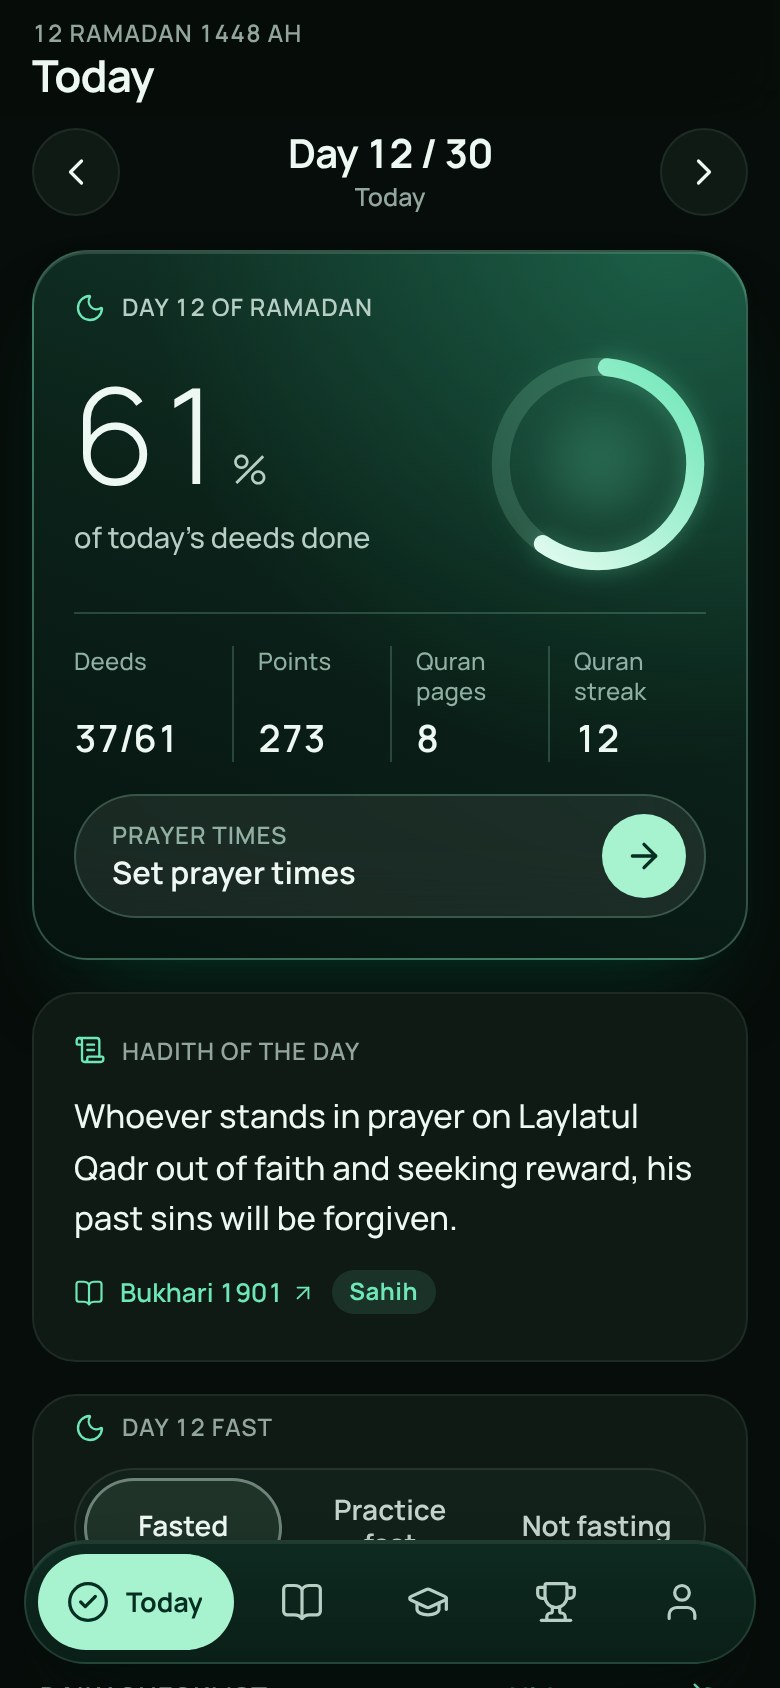 12 RAMADAN 1448 AH
Today
Day 12 / 30
Today
DAY 12 OF RAMADAN
61 %
of today's deeds done
Deeds
37/61
Points
273
Quran
pages
8
Quran
streak
12
PRAYER TIMES
Set prayer times
HADITH OF THE DAY
Whoever stands in prayer on Laylatul
Qadr out of faith and seeking reward, his
past sins will be forgiven.
Bukhari 1901
Sahih
DAY 12 FAST
Fasted
Practice
Not fasting
Today